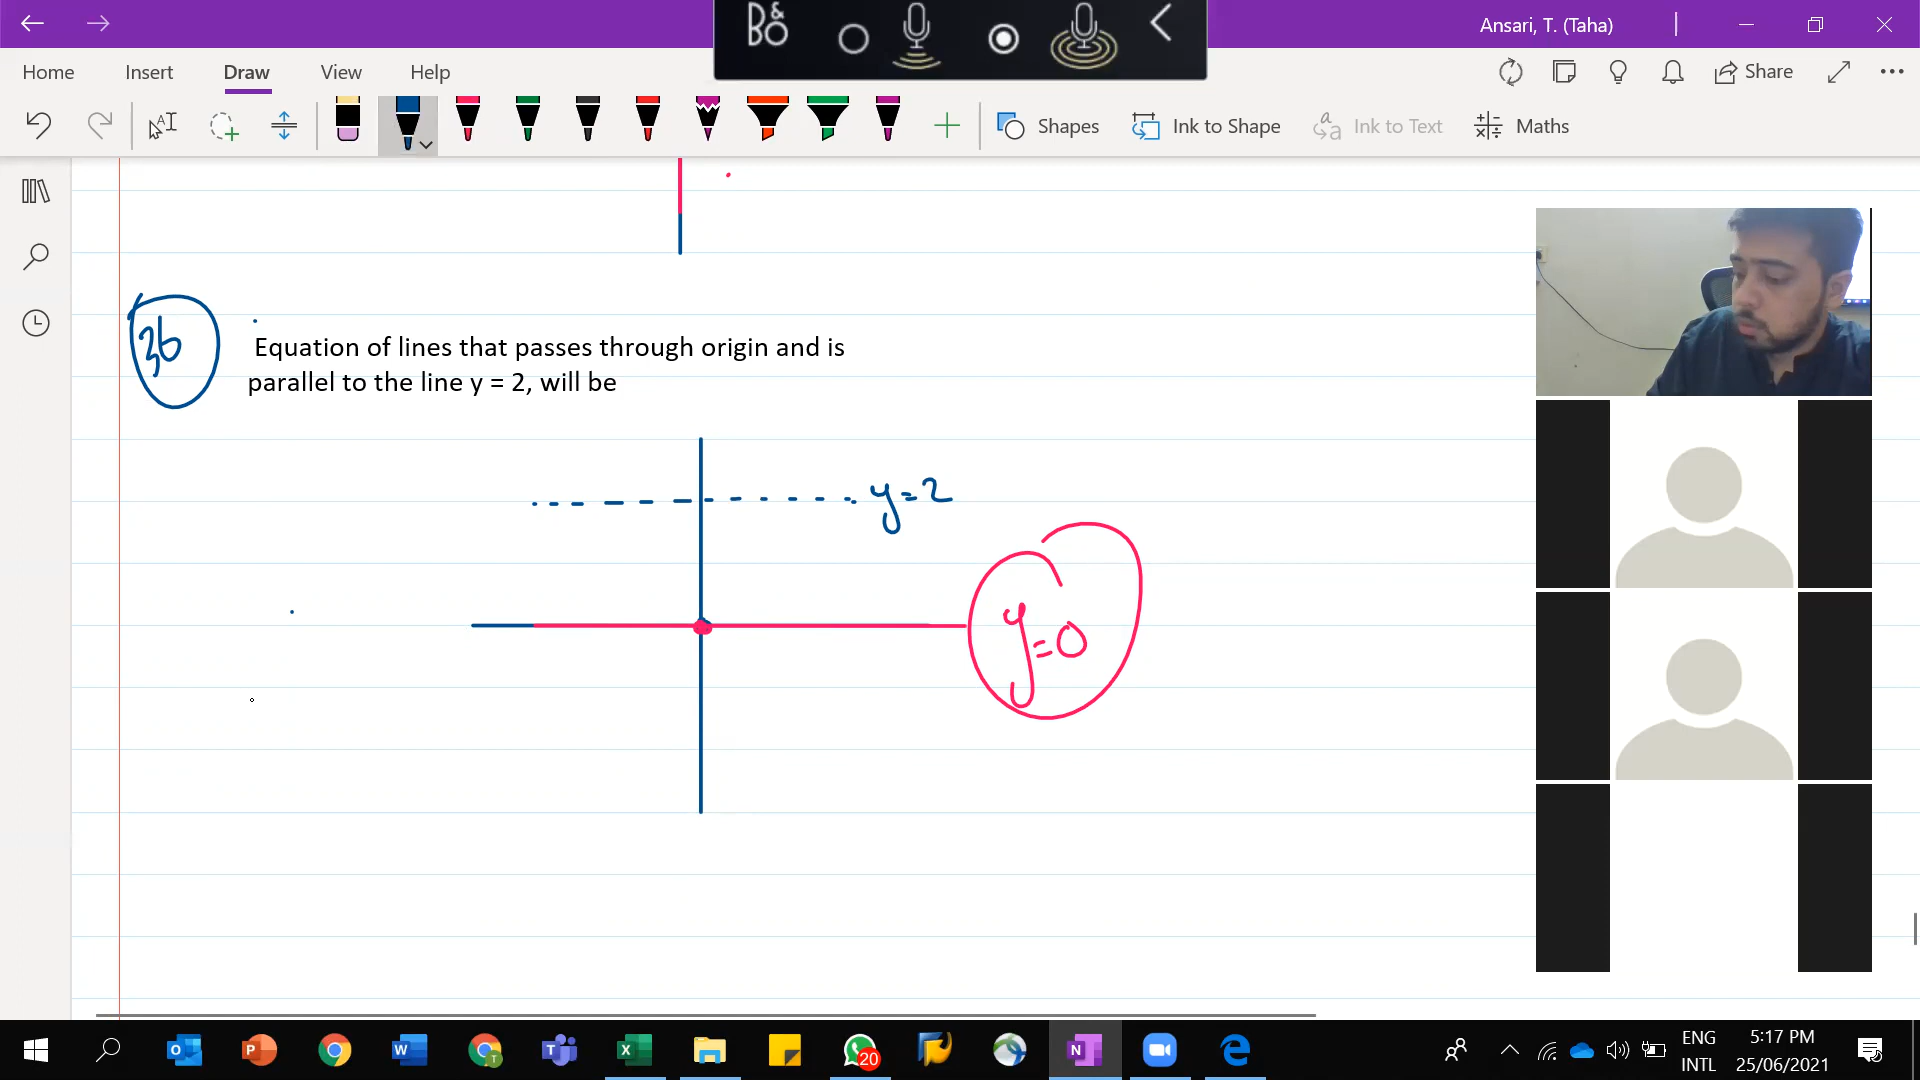 Ansari, T. (Taha)
B&O
Home Insert Draw View Help
Share
Shapes
Ink to Shape
Ink to Text
Maths
36
Equation of lines that passes through origin and is
parallel to the line y = 2, will be
y=2
y=0
20
ENG
INTL
5:17 PM
25/06/2021